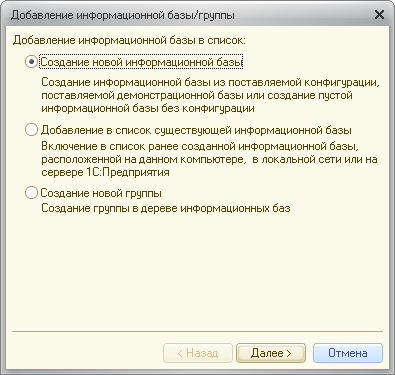 Добавление информационной базы/группы
Добавление информационной базы в список:
Создание новой информационной базы
Создание информационной базы из поставляемой конфигурации,
поставляемой демонстрационной базы или создание пустой
информационной базы без конфигурации
Добавление в список существующей информационной базы
Включение в список ранее созданной информационной базы,
расположенной на данном компьютере, в локальной сети или на
сервере 1С:Предприятия
Создание новой группы
Создание группы в дереве информационных баз
< Назад Далее > Отмена